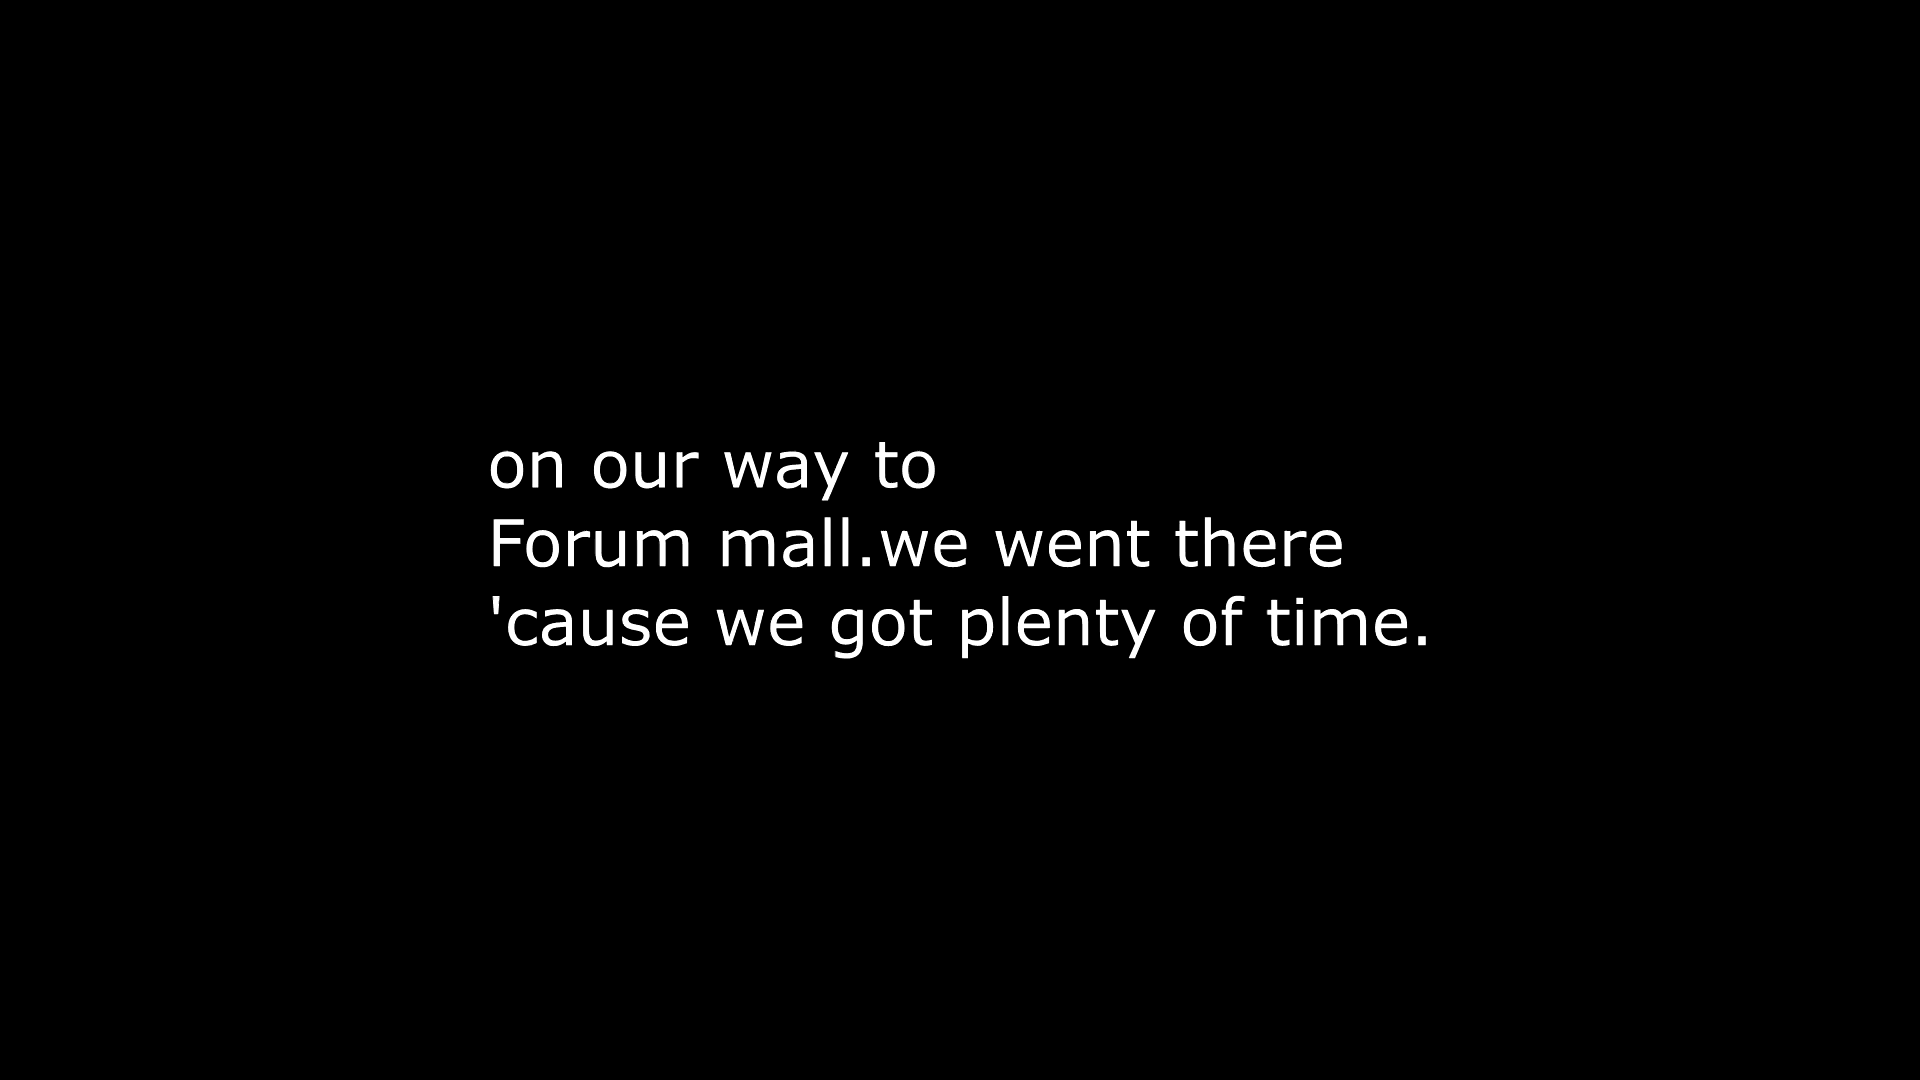 on our way to
Forum mall.we went there
'cause we got plenty of time.